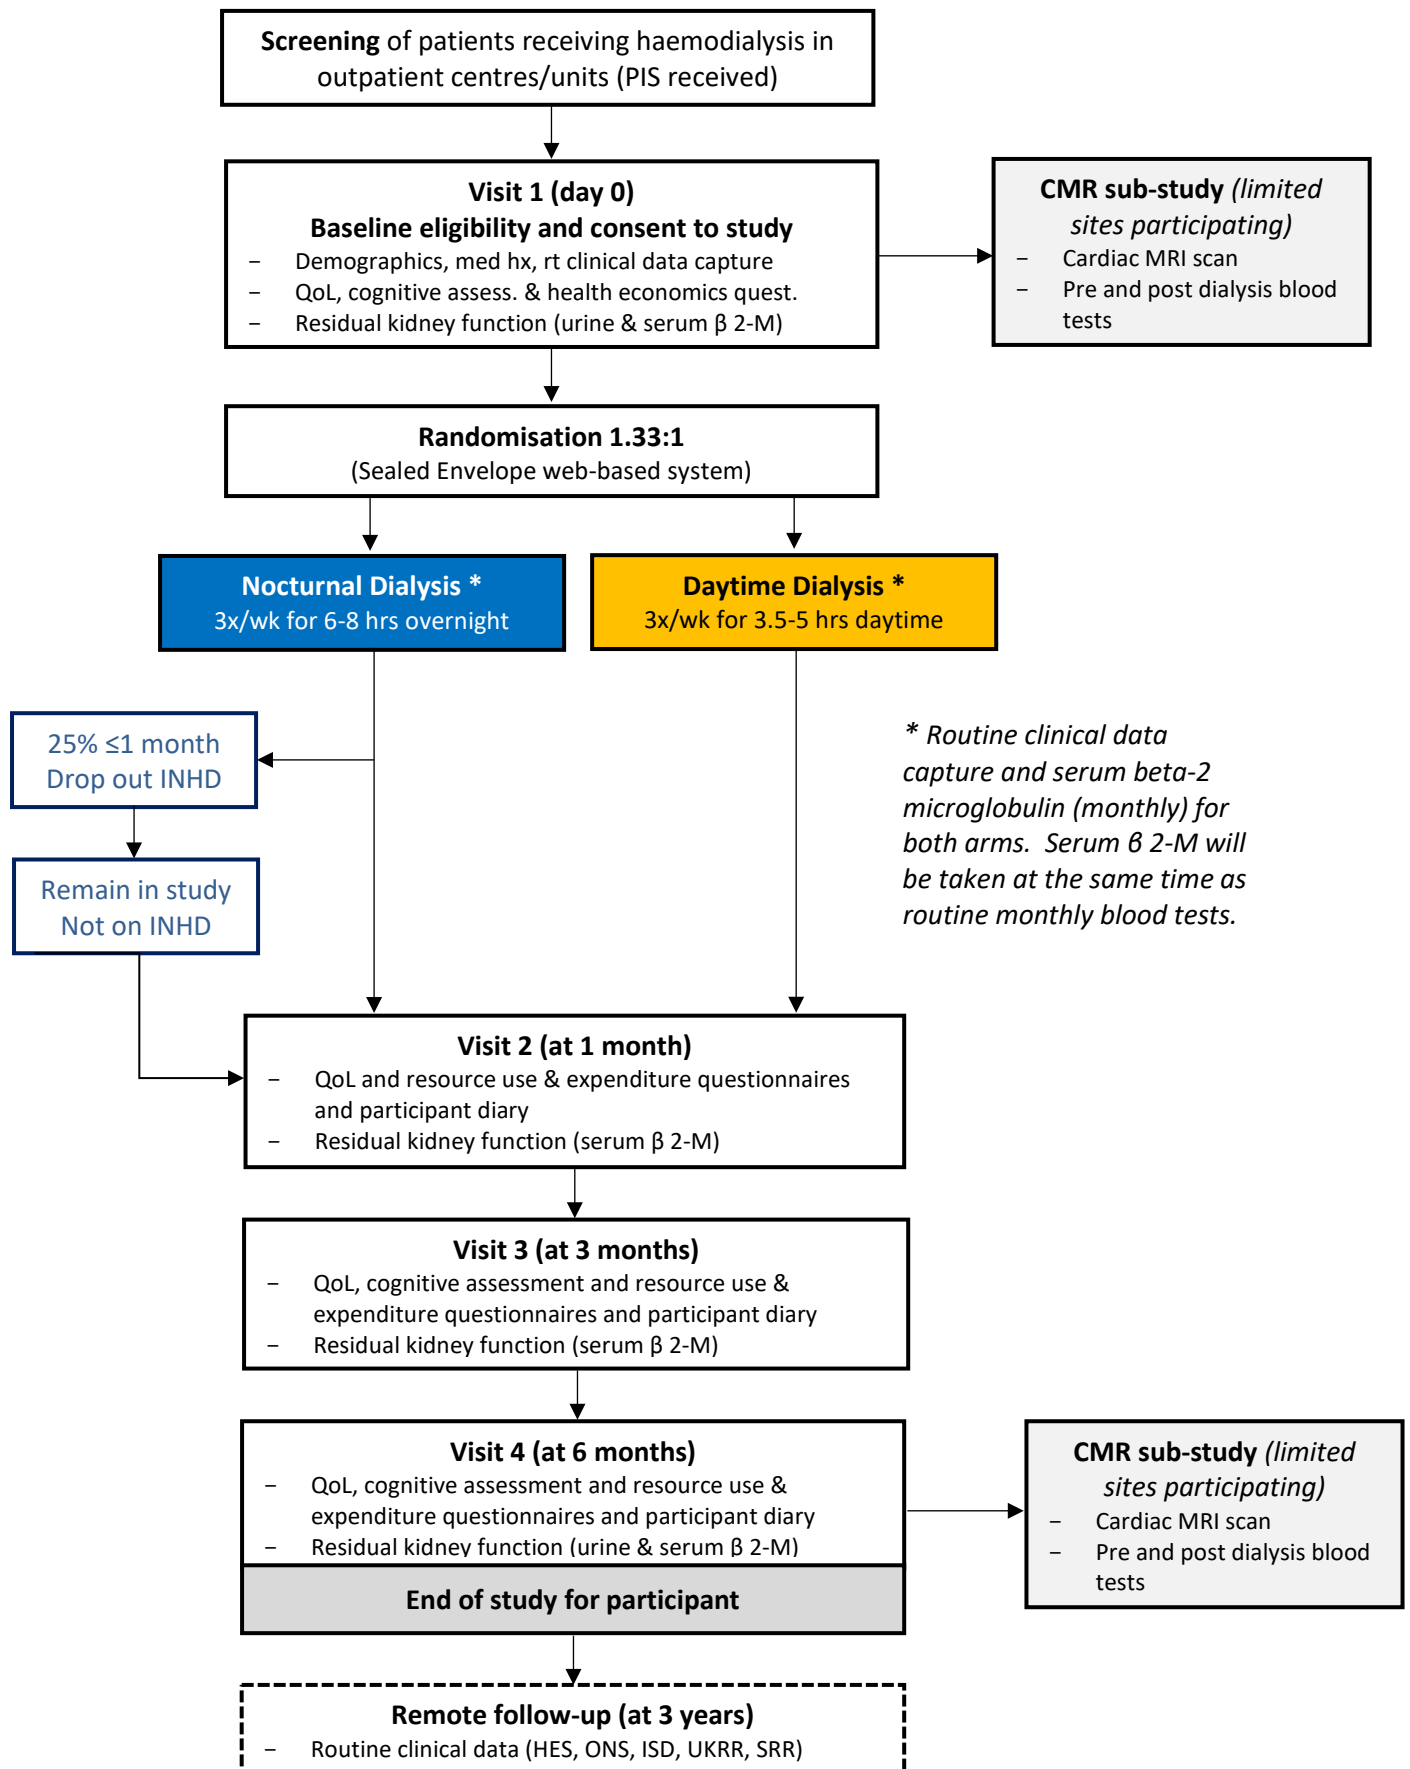 Screening of patients receiving haemodialysis in
outpatient centres/units (PIS received)
Visit 1 (day 0)
Baseline eligibility and consent to study
− Demographics, med hx, rt clinical data capture
− QoL, cognitive assess. & health economics quest.
− Residual kidney function (urine & serum β 2-M)
CMR sub-study (limited
sites participating)
− Cardiac MRI scan
− Pre and post dialysis blood
tests
Randomisation 1.33:1
(Sealed Envelope web-based system)
Nocturnal Dialysis *
3x/wk for 6-8 hrs overnight
Daytime Dialysis *
3x/wk for 3.5-5 hrs daytime
25% ≤1 month
Drop out INHD
Remain in study
Not on INHD
* Routine clinical data
capture and serum beta-2
microglobulin (monthly) for
both arms. Serum β 2-M will
be taken at the same time as
routine monthly blood tests.
Visit 2 (at 1 month)
− QoL and resource use & expenditure questionnaires
and participant diary
− Residual kidney function (serum β 2-M)
Visit 3 (at 3 months)
− QoL, cognitive assessment and resource use &
expenditure questionnaires and participant diary
− Residual kidney function (serum β 2-M)
Visit 4 (at 6 months)
− QoL, cognitive assessment and resource use &
expenditure questionnaires and participant diary
− Residual kidney function (urine & serum β 2-M)
End of study for participant
CMR sub-study (limited
sites participating)
− Cardiac MRI scan
− Pre and post dialysis blood
tests
Remote follow-up (at 3 years)
− Routine clinical data (HES, ONS, ISD, UKRR, SRR)